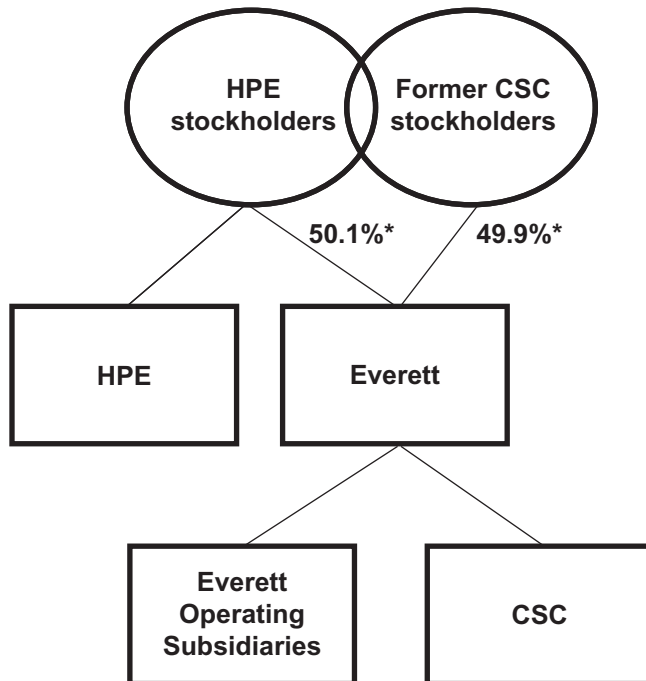 HPE
stockholders
Former CSC
stockholders
50.1%*
49.9%*
HPE
Everett
Everett
Operating
Subsidiaries
CSC